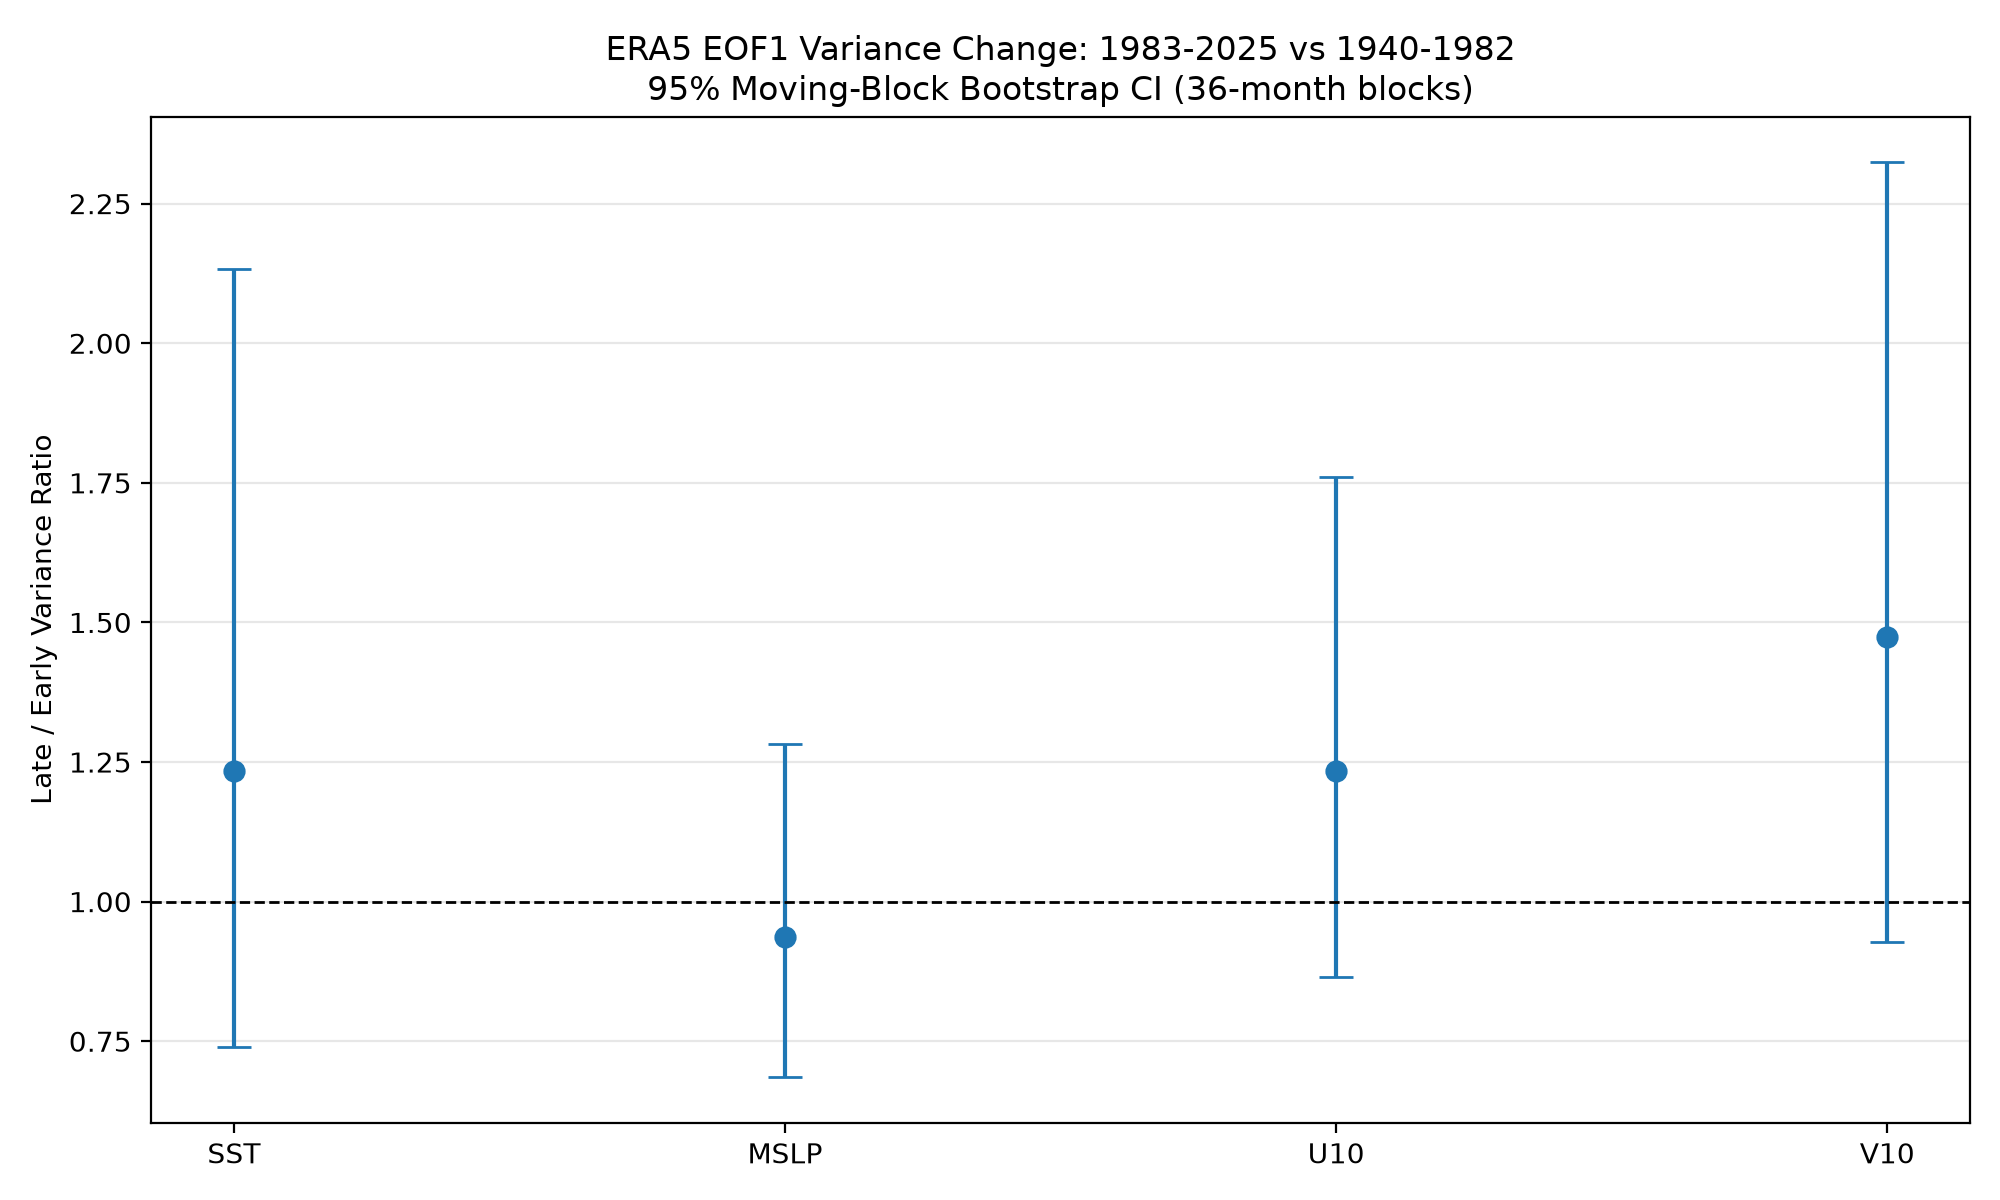 ERA5 EOF1 Variance Change: 1983-2025 vs 1940-1982
95% Moving-Block Bootstrap CI (36-month blocks)
Late / Early Variance Ratio
2.25
2.00
1.75
1.50
1.25
1.00
0.75
SST
MSLP
U10
V10